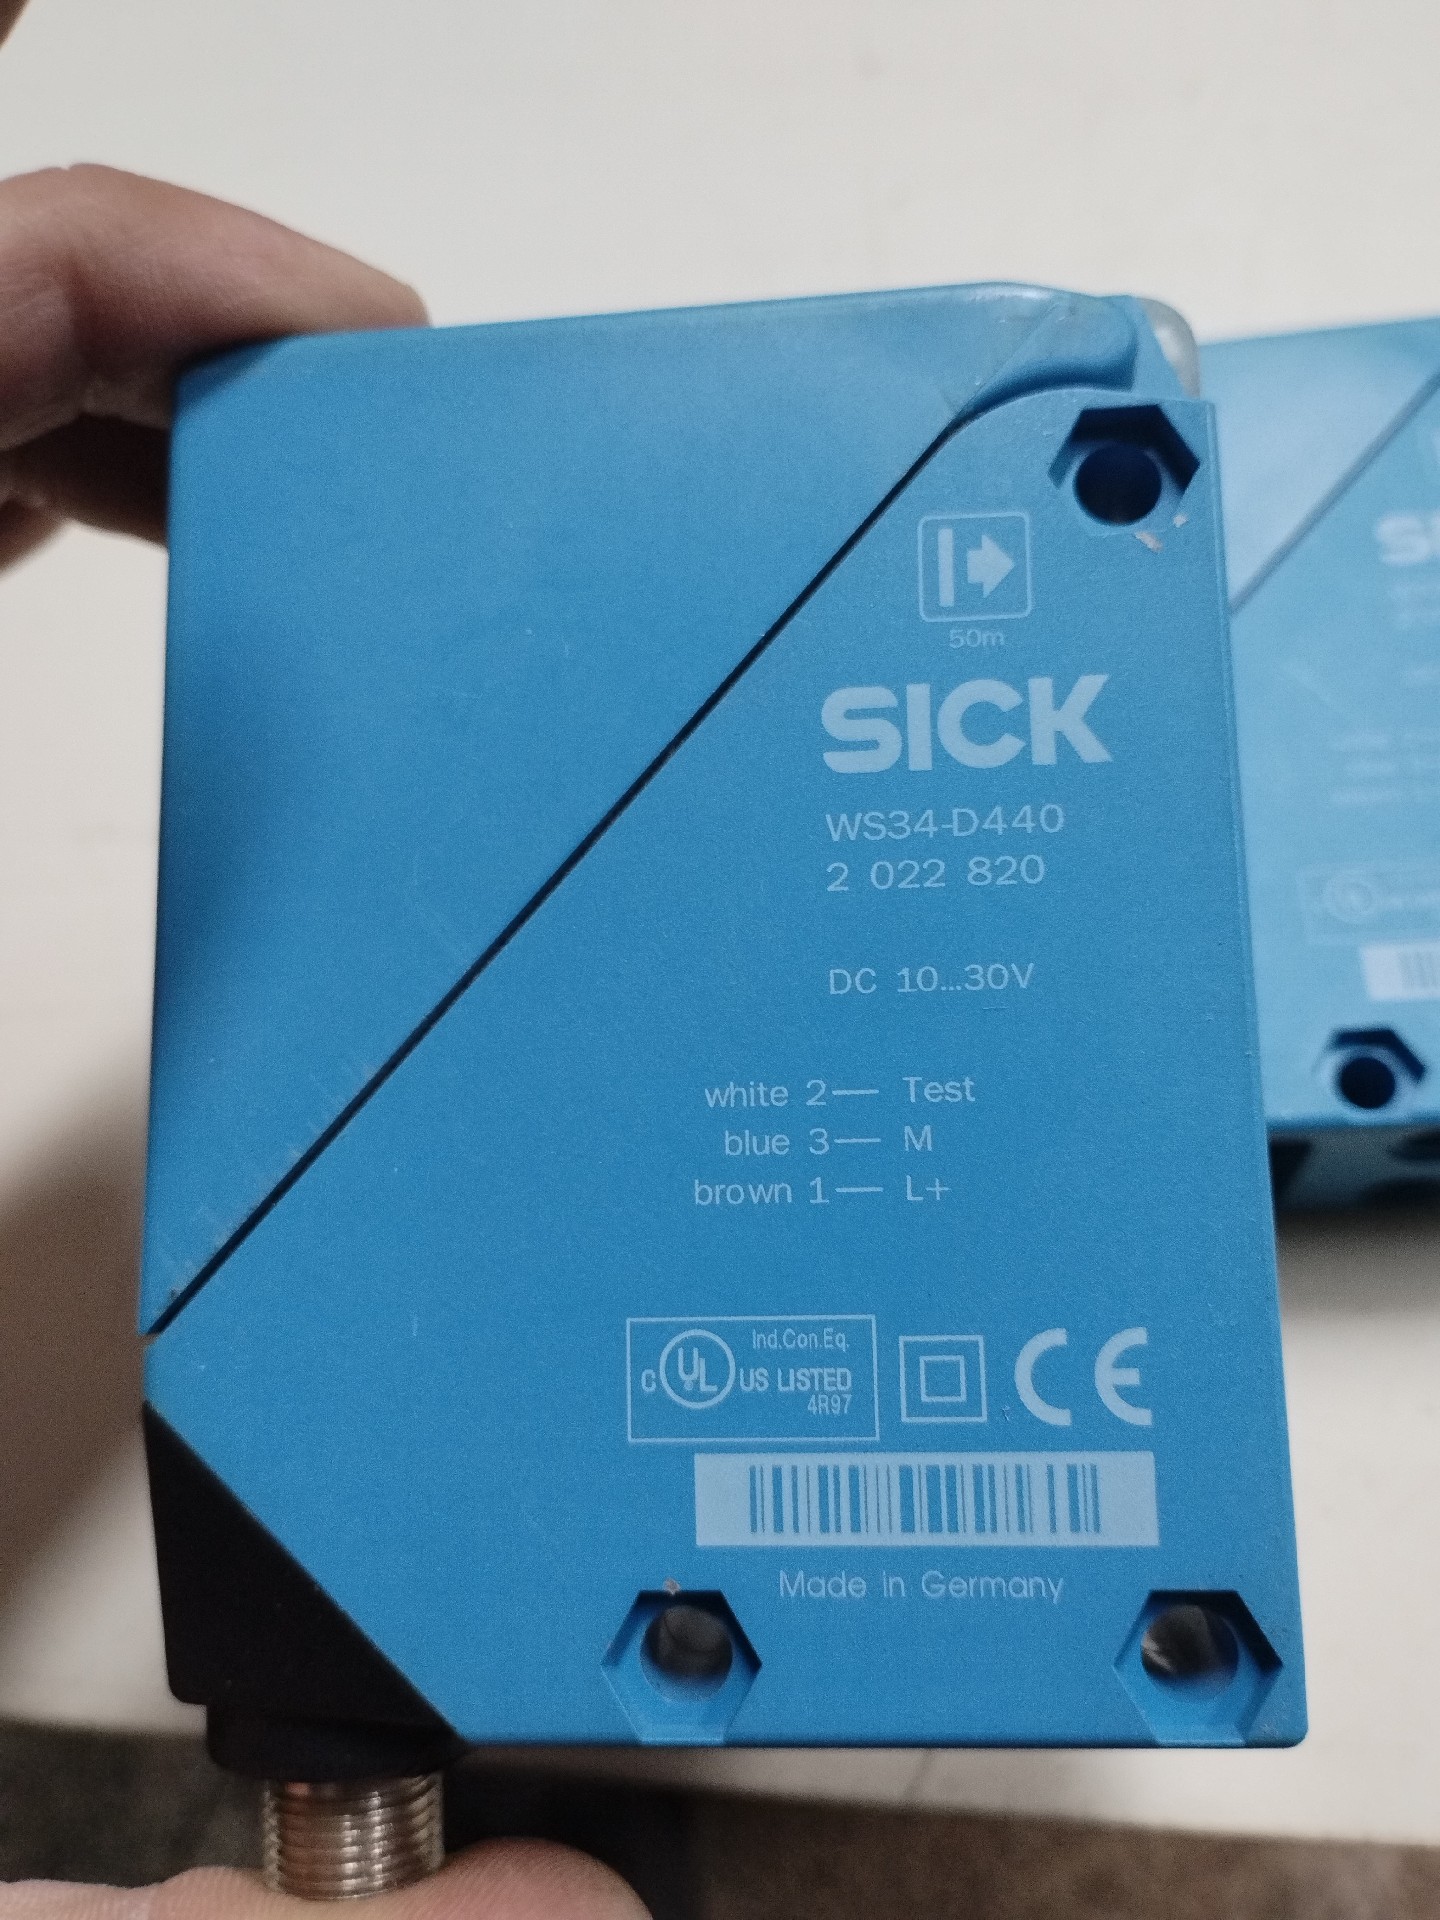 50m
SICK
WS34-D440
2 022 820
DC 10...30V
white 2— Test
blue 3— M
brown 1— L+
Ind.Con.Eq.
C UL US LISTED
4R97
CE
Made in Germany